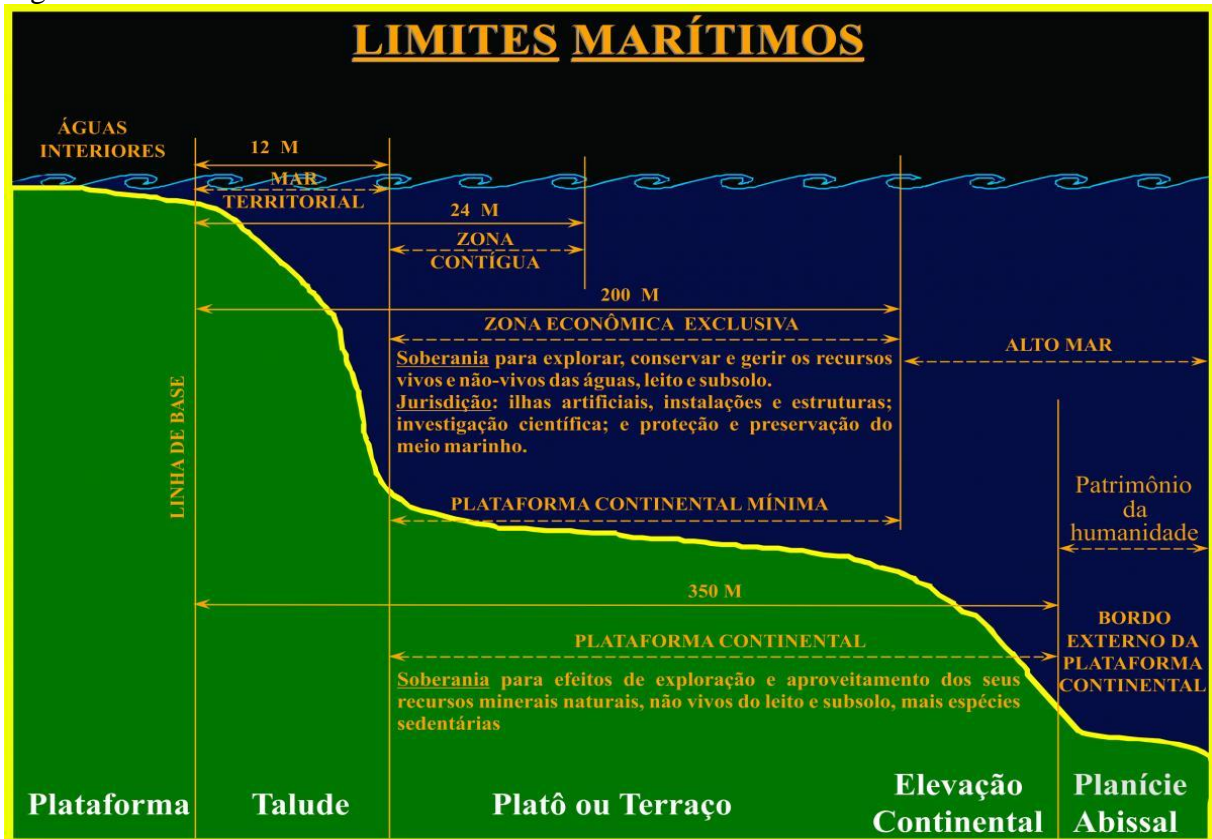 LIMITES MARÍTIMOS
ÁGUAS
INTERIORES
12 M
MAR
TERRITORIAL
24 M
ZONA
CONTÍGUA
200 M
ZONA ECONÔMICA EXCLUSIVA
Soberania para explorar, conservar e gerir os recursos
vivos e não-vivos das águas, leito e subsolo.
Jurisdição: ilhas artificiais, instalações e estruturas;
investigação científica; e proteção e preservação do
meio marinho.
ALTO MAR
LINHA DE BASE
PLATAFORMA CONTINENTAL MÍNIMA
Patrimônio
da
humanidade
350 M
PLATAFORMA CONTINENTAL
Soberania para efeitos de exploração e aproveitamento dos seus
recursos minerais naturais, não vivos do leito e subsolo, mais espécies
sedentárias
BORDO
EXTERNO DA
PLATAFORMA
CONTINENTAL
Plataforma
Talude
Platô ou Terraço
Elevação
Continental
Planície
Abissal